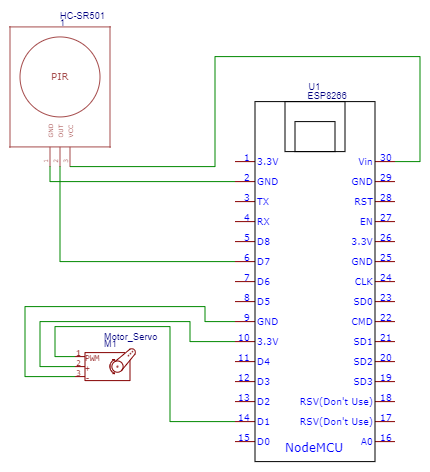 HC-SR501
1
PIR
GND
OUT
VCC
1
2
3
U1
ESP8266
1 3.3V
2 GND
3 TX
4 RX
5 D8
6 D7
7 D6
8 D5
9 GND
10 3.3V
11 D4
12 D3
13 D2
14 D1
15 D0
Vin 30
GND 29
RST 28
EN 27
3.3V 26
GND 25
CLK 24
SD0 23
CMD 22
SD1 21
SD2 20
SD3 19
RSV(Don't Use) 18
RSV(Don't Use) 17
A0 16
NodeMCU
Motor_Servo
M1
1 PWM
2 +
3 -